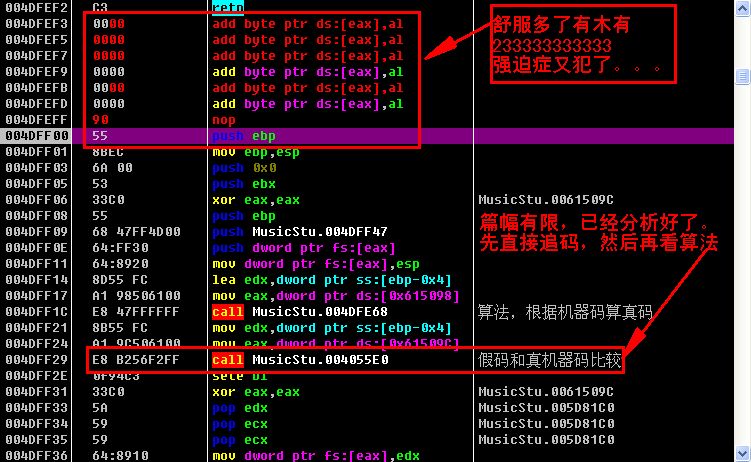 004DFEF2 C3 retn
004DFEF3 0000 add byte ptr ds:[eax],al
004DFEF5 0000 add byte ptr ds:[eax],al
004DFEF7 0000 add byte ptr ds:[eax],al
004DFEF9 0000 add byte ptr ds:[eax],al
004DFEFB 0000 add byte ptr ds:[eax],al
004DFEFD 0000 add byte ptr ds:[eax],al
004DFEFF 90 nop
004DFF00 55 push ebp
004DFF01 8BEC mov ebp,esp
004DFF03 6A 00 push 0x0
004DFF05 53 push ebx
004DFF06 33C0 xor eax,eax MusicStu.0061509C
004DFF08 55 push ebp
004DFF09 68 47FF4D00 push MusicStu.004DFF47
004DFF0E 64:FF30 push dword ptr fs:[eax]
004DFF11 64:8920 mov dword ptr fs:[eax],esp
004DFF14 8D55 FC lea edx,dword ptr ss:[ebp-0x4]
004DFF17 A1 98506100 mov eax,dword ptr ds:[0x615098]
004DFF1C E8 47FFFFFF call MusicStu.004DFE68 算法，根据机器码算真码
004DFF21 8B55 FC mov edx,dword ptr ss:[ebp-0x4]
004DFF24 A1 9C506100 mov eax,dword ptr ds:[0x61509C]
004DFF29 E8 B256F2FF call MusicStu.004055E0 假码和真机器码比较
004DFF2E 0F94C3 sete bl
004DFF31 33C0 xor eax,eax MusicStu.0061509C
004DFF33 5A pop edx MusicStu.005D81C0
004DFF34 59 pop ecx MusicStu.005D81C0
004DFF35 59 pop ecx MusicStu.005D81C0
004DFF36 64:8910 mov dword ptr fs:[eax],edx
舒服多了有木有
233333333333
强迫症又犯了。。。
篇幅有限，已经分析好了。
先直接追码，然后再看算法